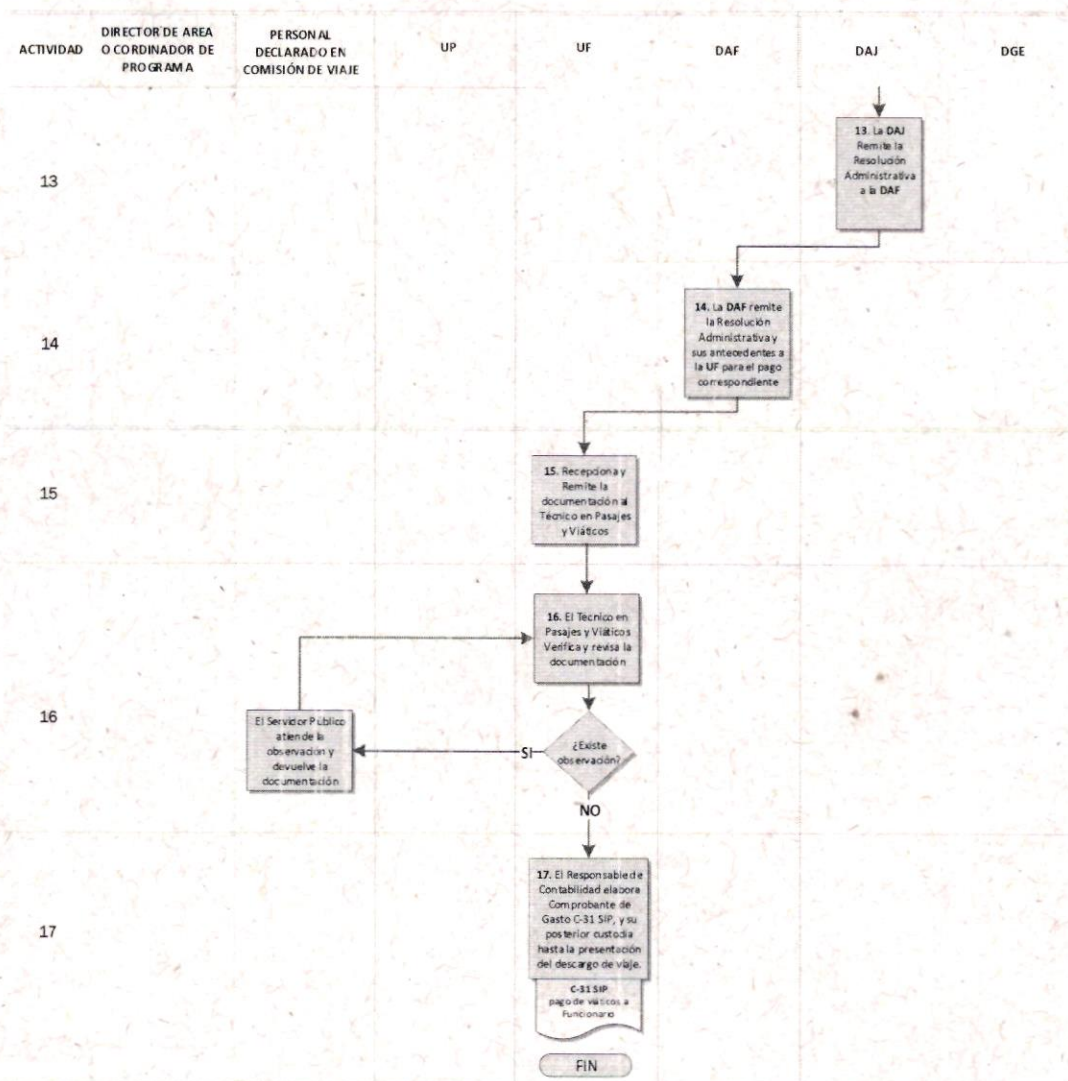 ACTIVIDAD
DIRECTOR DE AREA
O CORDINADOR DE
PROGRAMA
PERSONAL
DECLARADO EN
COMISIÓN DE VIAJE
UP
UF
DAF
DAJ
DGE
13
13. La DAJ
Remite la
Resolución
Administrativa
a la DAF
14
14. La DAF remite
la Resolución
Administrativa y
sus antecedentes a
la UF para el pago
correspondiente
15
15. Recepciona y
Remite la
documentación al
Técnico en Pasajes
y Viáticos
16
16. El Técnico en
Pasajes y Viáticos
Verifica y revisa la
documentación
El Servidor Público
atiende la
observación y
devuelve la
documentación
SI
¿Existe
observación?
NO
17
17. El Responsable de
Contabilidad elabora
Comprobante de
Gasto C-31 SIP, y su
posterior custodia
hasta la presentación
del descargo de viaje.
C-31 SIP
pago de viáticos a
Funcionario
FIN